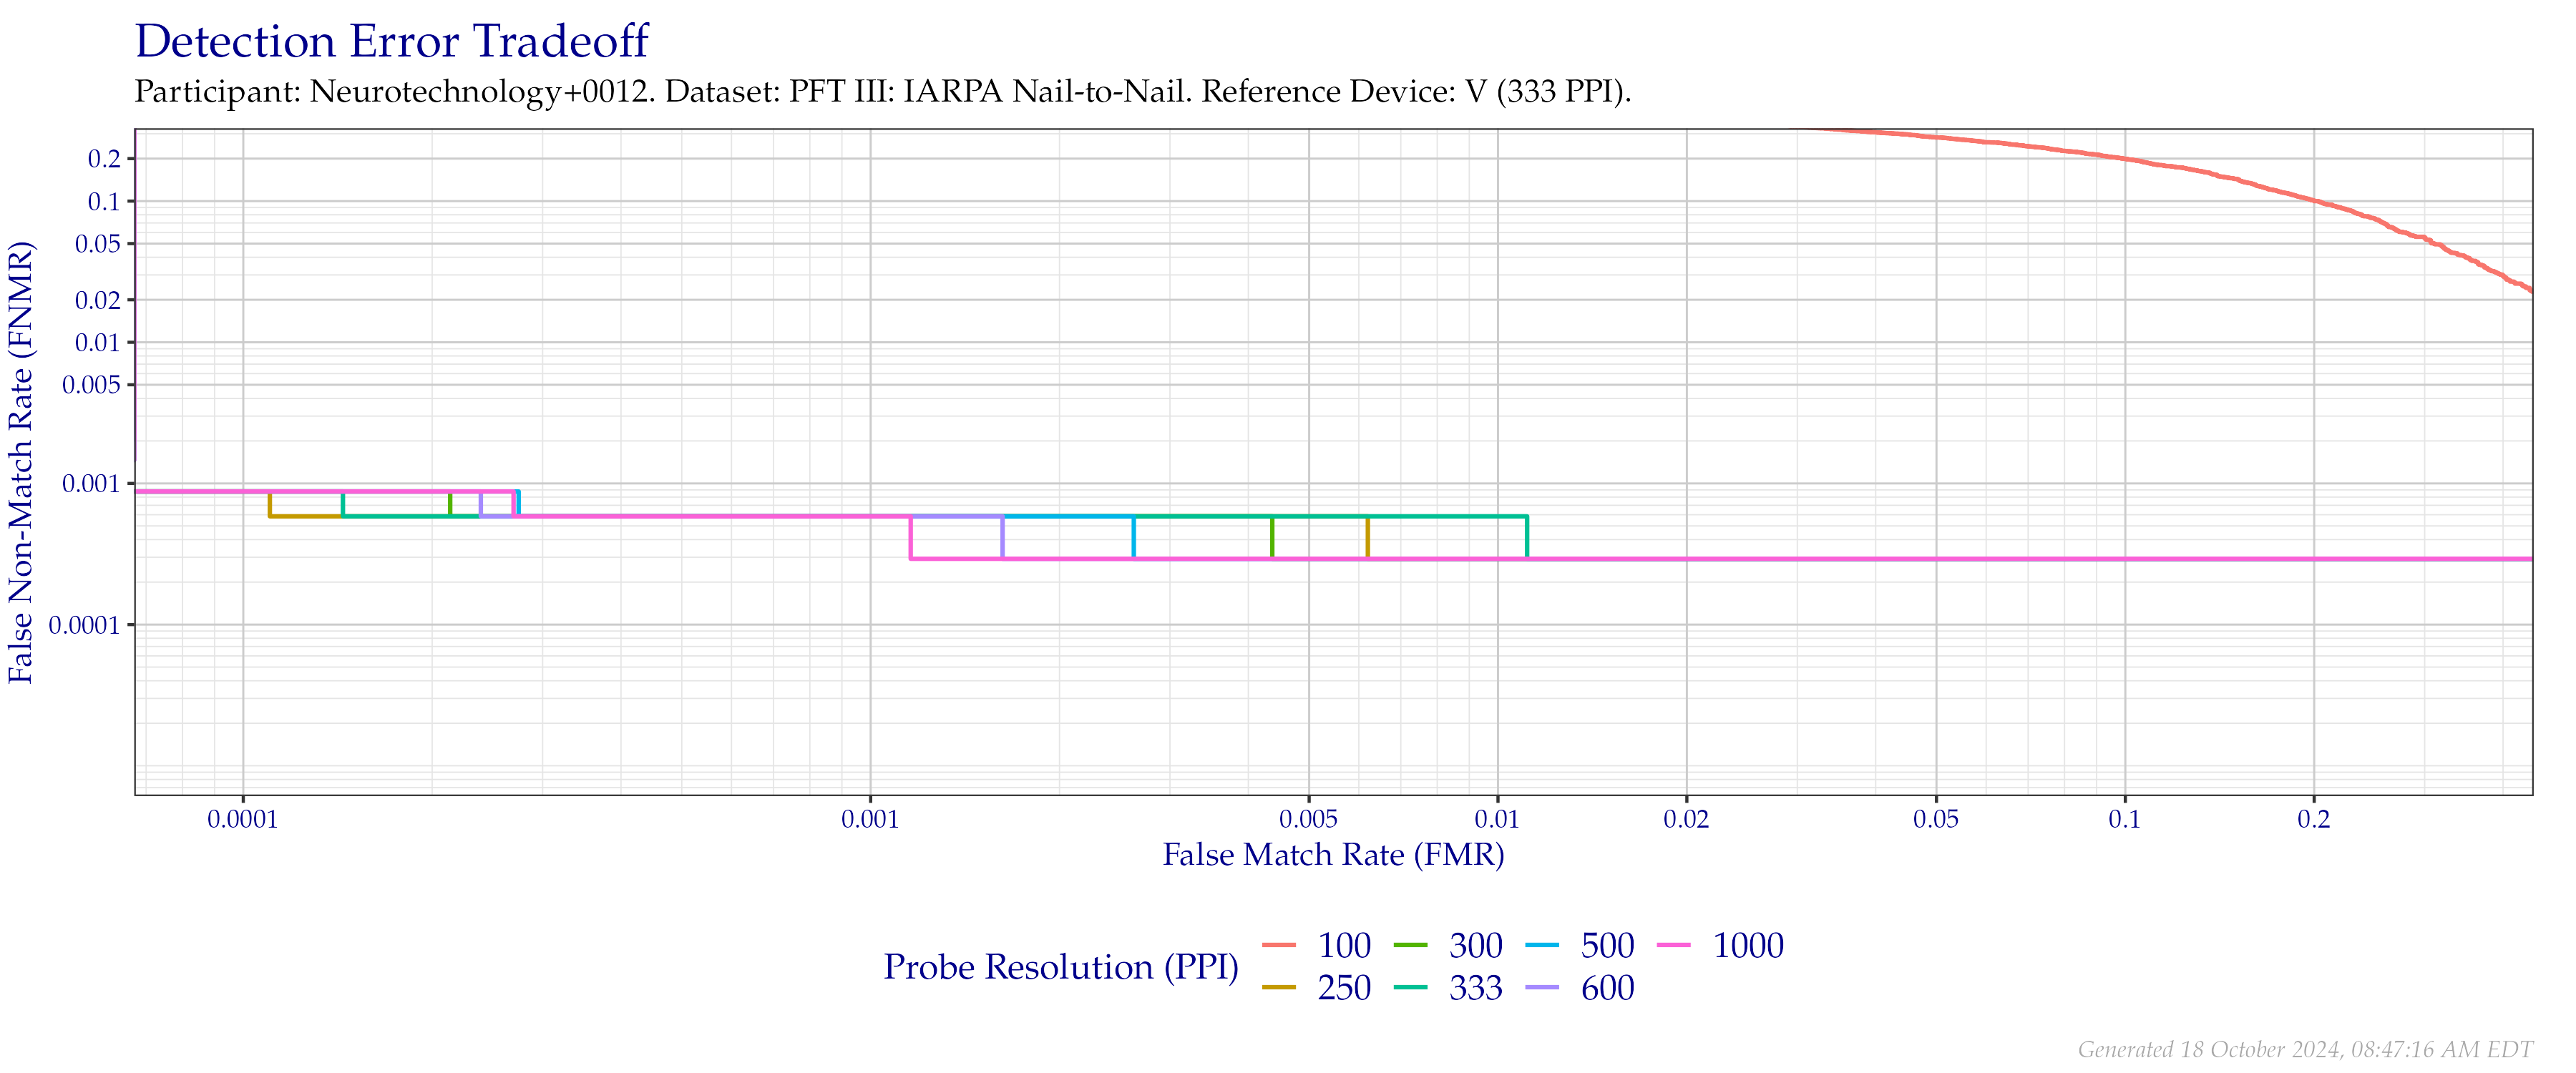 Detection Error Tradeoff
Participant: Neurotechnology+0012. Dataset: PFT III: IARPA Nail-to-Nail. Reference Device: V (333 PPI).
False Non-Match Rate (FNMR)
0.2
0.1
0.05
0.02
0.01
0.005
0.001
0.0001
0.0001 0.001 0.005 0.01 0.02 0.05 0.1 0.2
False Match Rate (FMR)
Probe Resolution (PPI)
100 300 500 1000
250 333 600
Generated 18 October 2024, 08:47:16 AM EDT